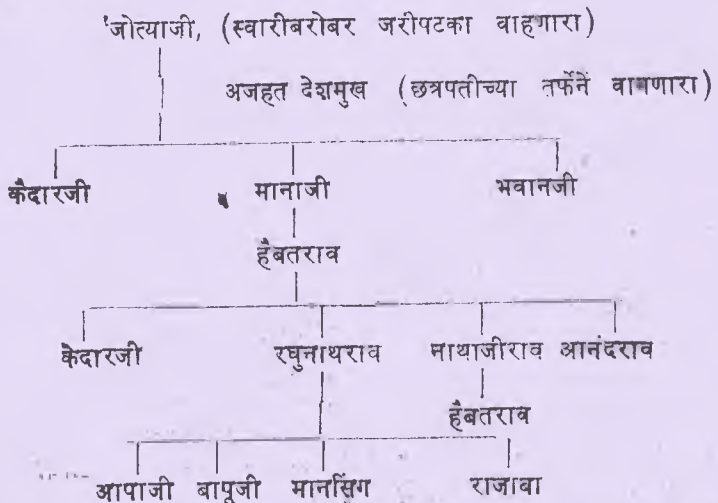 'जोत्याजी, (स्वारीबरोबर जरीपटका वाहणारा)
अजहत देशमुख (छत्रपतीच्या तर्फेनें वागणारा)
केदारजी मानाजी भवानजी
हैबतराव
केदारजी रघुनाथराव माथाजीराव आनंदराव
हैबतराव
आपाजी बापूजी मानसिंग राजाबा